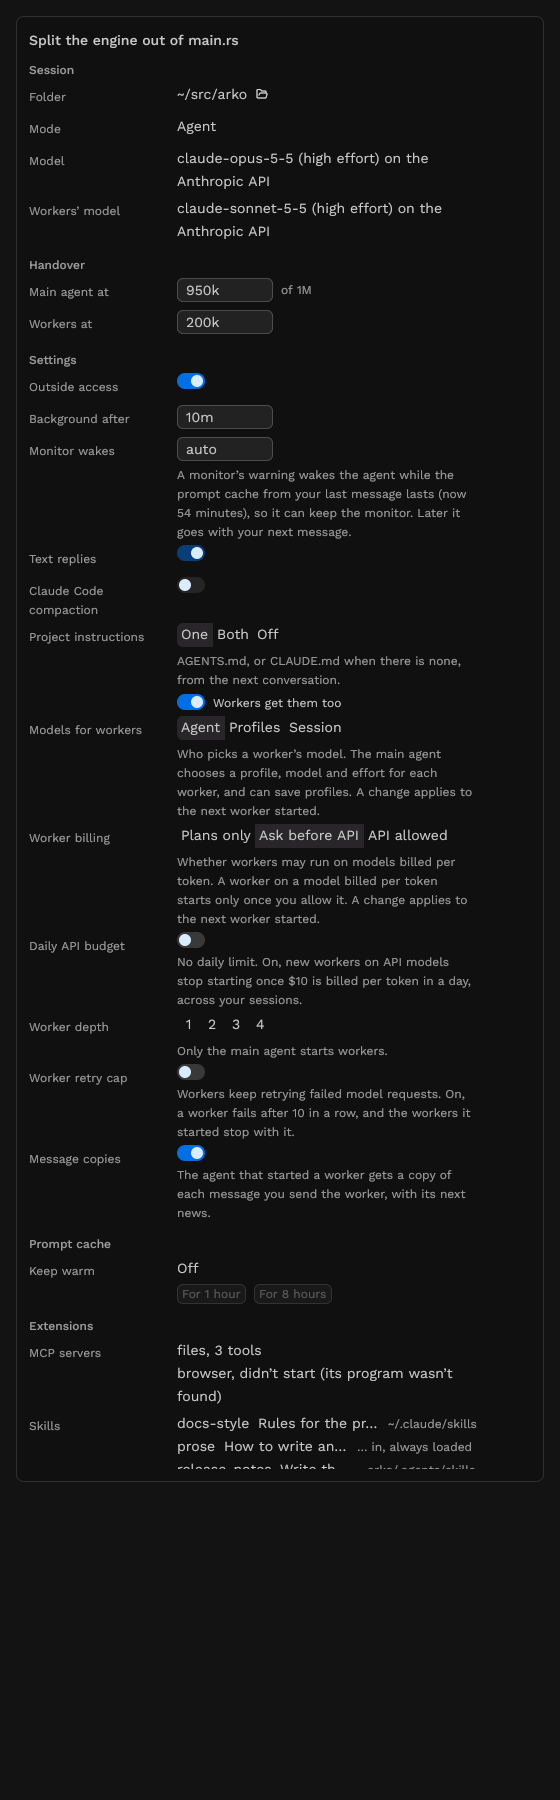 Split the engine out of main.rs
Session
Folder ~/src/arko
Mode Agent
Model claude-opus-5-5 (high effort) on the
Anthropic API
Workers’ model claude-sonnet-5-5 (high effort) on the
Anthropic API
Handover
Main agent at 950k of 1M
Workers at 200k
Settings
Outside access
Background after 10m
Monitor wakes auto
A monitor’s warning wakes the agent while the
prompt cache from your last message lasts (now
54 minutes), so it can keep the monitor. Later it
goes with your next message.
Text replies
Claude Code
compaction
Project instructions One Both Off
AGENTS.md, or CLAUDE.md when there is none,
from the next conversation.
Workers get them too
Models for workers Agent Profiles Session
Who picks a worker’s model. The main agent
chooses a profile, model and effort for each
worker, and can save profiles. A change applies to
the next worker started.
Worker billing Plans only Ask before API API allowed
Whether workers may run on models billed per
token. A worker on a model billed per token
starts only once you allow it. A change applies to
the next worker started.
Daily API budget
No daily limit. On, new workers on API models
stop starting once $10 is billed per token in a day,
across your sessions.
Worker depth 1 2 3 4
Only the main agent starts workers.
Worker retry cap
Workers keep retrying failed model requests. On,
a worker fails after 10 in a row, and the workers it
started stop with it.
Message copies
The agent that started a worker gets a copy of
each message you send the worker, with its next
news.
Prompt cache
Keep warm Off
For 1 hour For 8 hours
Extensions
MCP servers files, 3 tools
browser, didn’t start (its program wasn’t
found)
Skills docs-style Rules for the pr… ~/.claude/skills
prose How to write an… … in, always loaded
release-notes Write th…